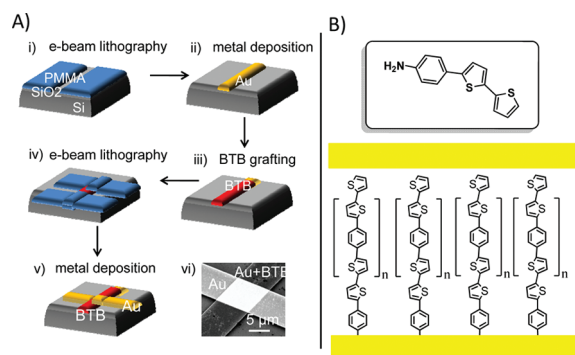 A)
i) e-beam lithography
PMMA
SiO2
Si
ii) metal deposition
Au
iii) BTB grafting
BTB
iv) e-beam lithography
v) metal deposition
Au
BTB
vi)
Au+BTB
Au
5 µm
B)
H₂N
S
S
S
S
S
S
S
S
S
S
n
n
n
n
S
S
S
S
S
S
S
S